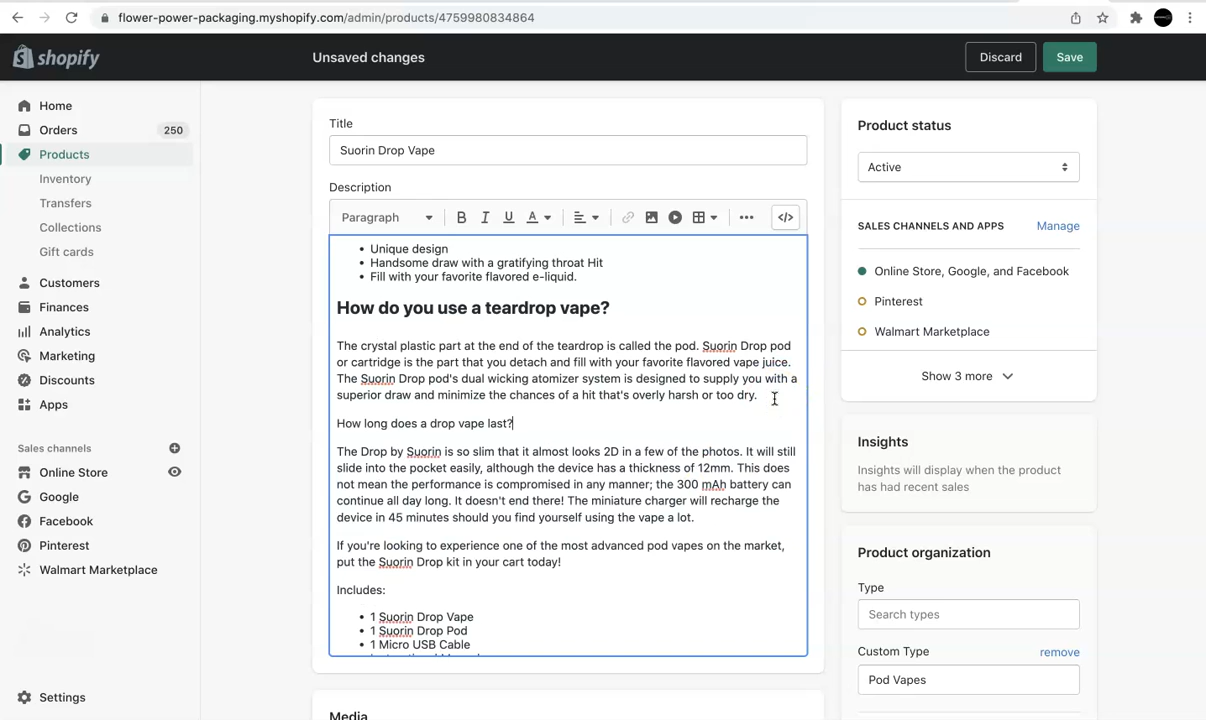 flower-power-packaging.myshopify.com/admin/products/4759980834864
shopify
Unsaved changes
Discard
Save
Home
Orders
250
Products
Inventory
Transfers
Collections
Gift cards
Customers
Finances
Analytics
Marketing
Discounts
Apps
Sales channels
Online Store
Google
Facebook
Pinterest
Walmart Marketplace
Settings
Title
Suorin Drop Vape
Description
Paragraph
B I U A
</>
• Unique design
• Handsome draw with a gratifying throat Hit
• Fill with your favorite flavored e-liquid.
How do you use a teardrop vape?
The crystal plastic part at the end of the teardrop is called the pod. Suorin Drop pod
or cartridge is the part that you detach and fill with your favorite flavored vape juice.
The Suorin Drop pod's dual wicking atomizer system is designed to supply you with a
superior draw and minimize the chances of a hit that's overly harsh or too dry.
How long does a drop vape last?
The Drop by Suorin is so slim that it almost looks 2D in a few of the photos. It will still
slide into the pocket easily, although the device has a thickness of 12mm. This does
not mean the performance is compromised in any manner; the 300 mAh battery can
continue all day long. It doesn't end there! The miniature charger will recharge the
device in 45 minutes should you find yourself using the vape a lot.
If you're looking to experience one of the most advanced pod vapes on the market,
put the Suorin Drop kit in your cart today!
Includes:
• 1 Suorin Drop Vape
• 1 Suorin Drop Pod
• 1 Micro USB Cable
Media
Product status
Active
SALES CHANNELS AND APPS
Manage
Online Store, Google, and Facebook
Pinterest
Walmart Marketplace
Show 3 more
Insights
Insights will display when the product
has had recent sales
Product organization
Type
Search types
Custom Type
remove
Pod Vapes